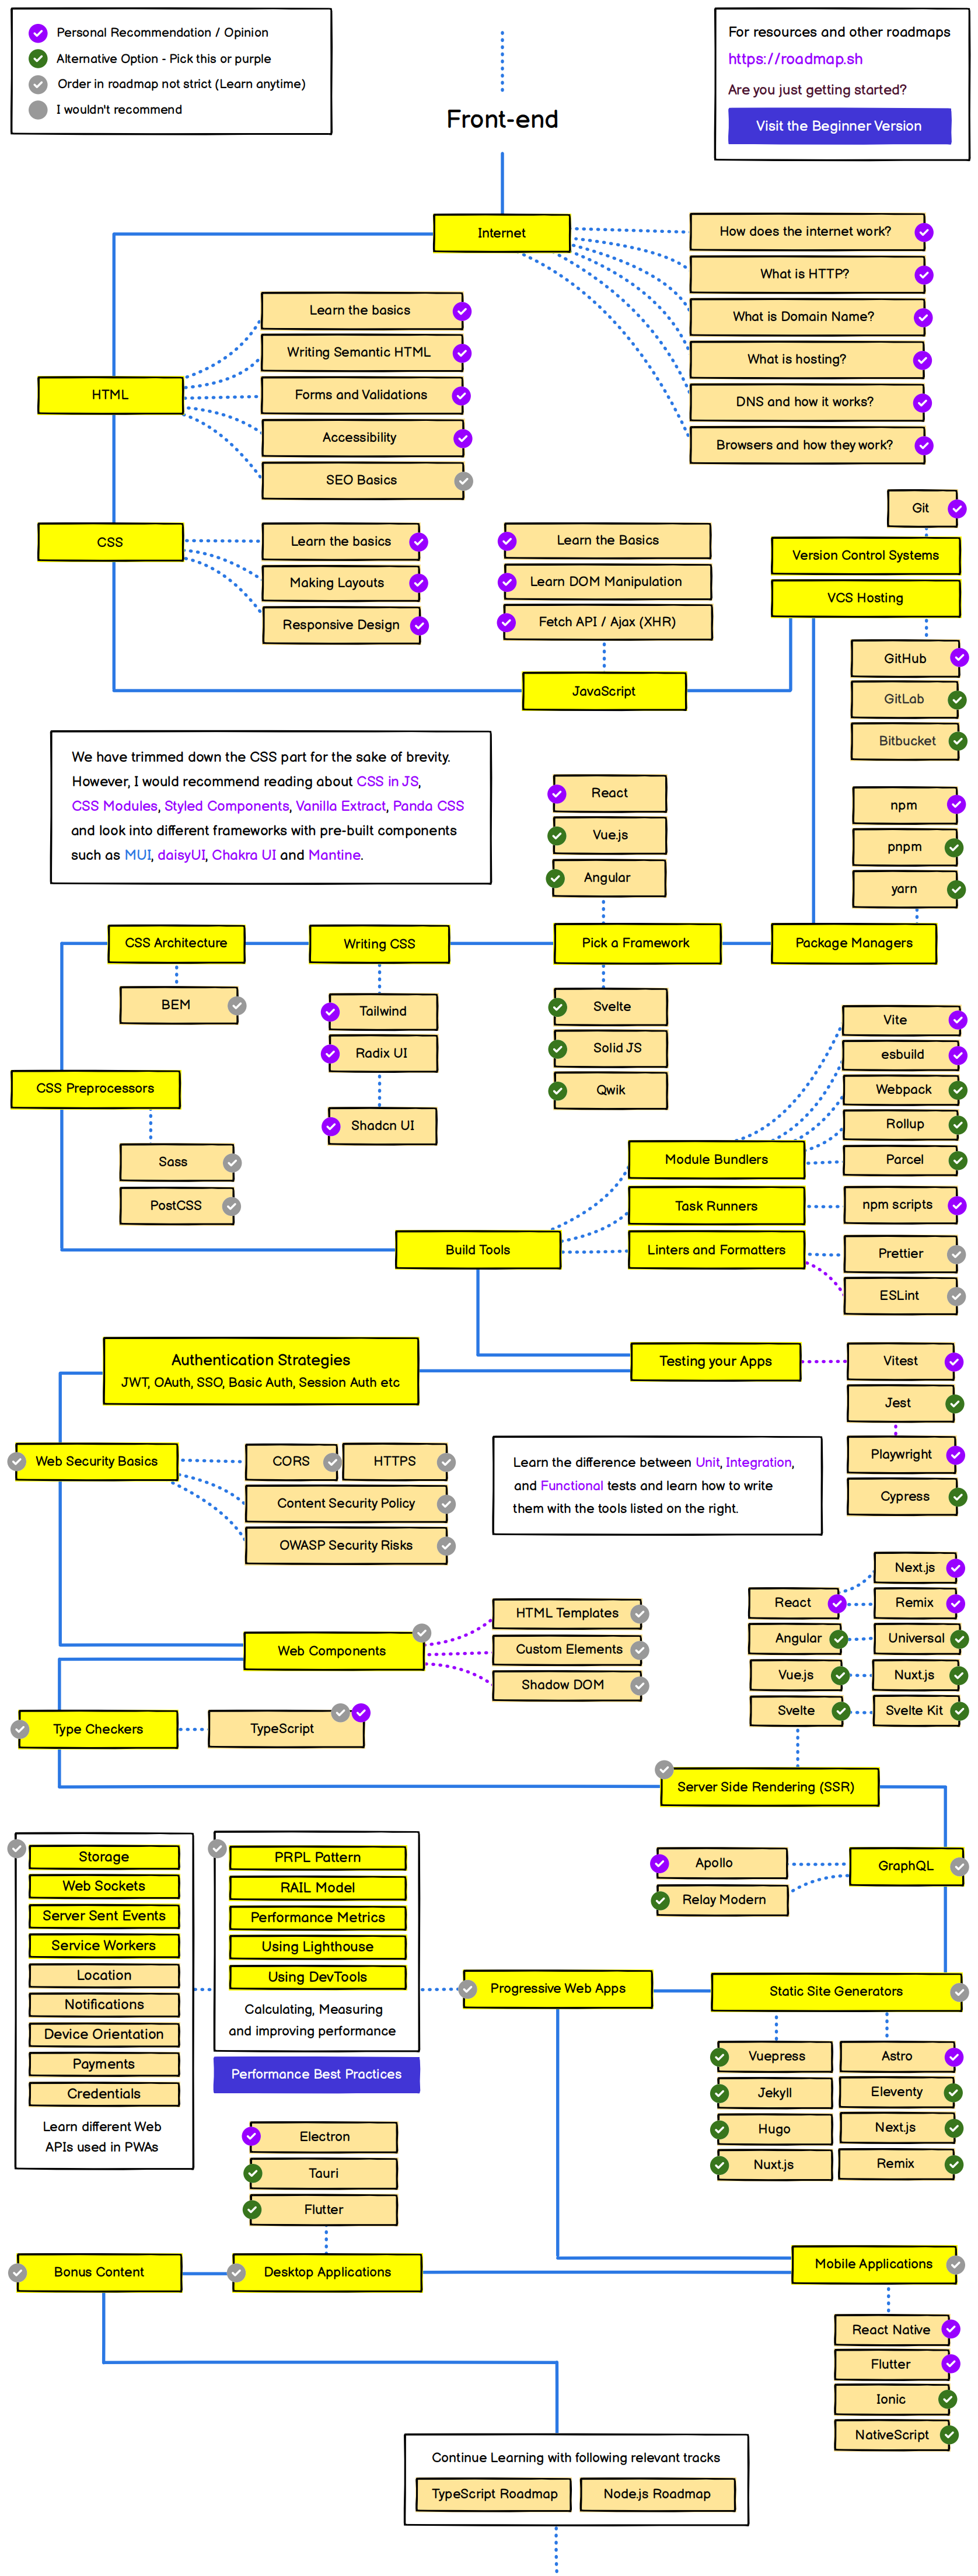 Personal Recommendation / Opinion
Alternative Option - Pick this or purple
Order in roadmap not strict (Learn anytime)
I wouldn't recommend
For resources and other roadmaps
https://roadmap.sh
Are you just getting started?
Visit the Beginner Version
Front-end
Internet
How does the internet work?
What is HTTP?
What is Domain Name?
What is hosting?
DNS and how it works?
Browsers and how they work?
HTML
Learn the basics
Writing Semantic HTML
Forms and Validations
Accessibility
SEO Basics
CSS
Learn the basics
Making Layouts
Responsive Design
Learn the Basics
Learn DOM Manipulation
Fetch API / Ajax (XHR)
JavaScript
Git
Version Control Systems
VCS Hosting
GitHub
GitLab
Bitbucket
We have trimmed down the CSS part for the sake of brevity.
However, I would recommend reading about CSS in JS,
CSS Modules, Styled Components, Vanilla Extract, Panda CSS
and look into different frameworks with pre-built components
such as MUI, daisyUI, Chakra UI and Mantine.
React
Vue.js
Angular
npm
pnpm
yarn
CSS Architecture
Writing CSS
Pick a Framework
Package Managers
BEM
Tailwind
Radix UI
Shadcn UI
Svelte
Solid JS
Qwik
CSS Preprocessors
Sass
PostCSS
Vite
esbuild
Webpack
Rollup
Parcel
Module Bundlers
Task Runners
npm scripts
Build Tools
Linters and Formatters
Prettier
ESLint
Authentication Strategies
JWT, OAuth, SSO, Basic Auth, Session Auth etc
Testing your Apps
Vitest
Jest
Playwright
Cypress
Web Security Basics
CORS
HTTPS
Content Security Policy
OWASP Security Risks
Learn the difference between Unit, Integration,
and Functional tests and learn how to write
them with the tools listed on the right.
Web Components
HTML Templates
Custom Elements
Shadow DOM
Next.js
React
Remix
Angular
Universal
Vue.js
Nuxt.js
Svelte
Svelte Kit
Type Checkers
TypeScript
Server Side Rendering (SSR)
Apollo
Relay Modern
GraphQL
Storage
Web Sockets
Server Sent Events
Service Workers
Location
Notifications
Device Orientation
Payments
Credentials
Learn different Web
APIs used in PWAs
PRPL Pattern
RAIL Model
Performance Metrics
Using Lighthouse
Using DevTools
Calculating, Measuring
and improving performance
Performance Best Practices
Progressive Web Apps
Static Site Generators
Vuepress
Astro
Jekyll
Eleventy
Hugo
Next.js
Nuxt.js
Remix
Electron
Tauri
Flutter
Bonus Content
Desktop Applications
Mobile Applications
React Native
Flutter
Ionic
NativeScript
Continue Learning with following relevant tracks
TypeScript Roadmap
Node.js Roadmap